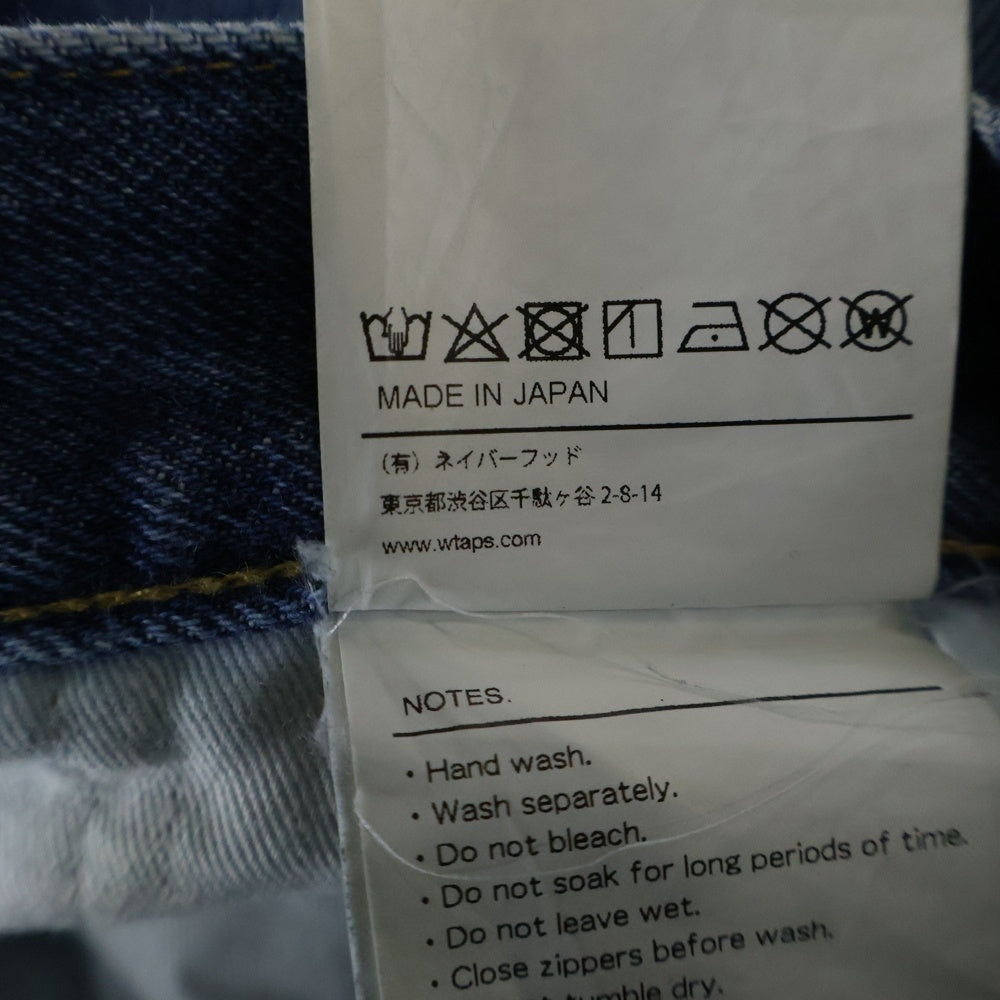 W
MADE IN JAPAN
(有) ネイバーフッド
東京都渋谷区千駄ヶ谷 2-8-14
www.wtaps.com
NOTES.
• Hand wash.
• Wash separately.
• Do not bleach.
• Do not soak for long periods of time.
• Do not leave wet.
• Close zippers before wash.
tumble dry.